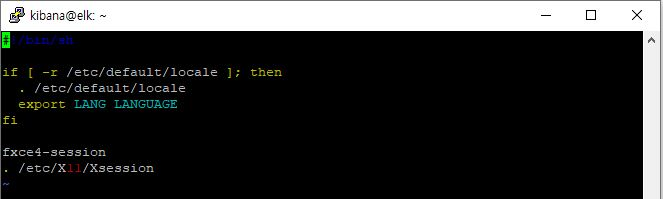 kibana@elk: ~
#!/bin/sh
if [ -r /etc/default/locale ]; then
. /etc/default/locale
export LANG LANGUAGE
fi
fxce4-session
. /etc/X11/Xsession
~